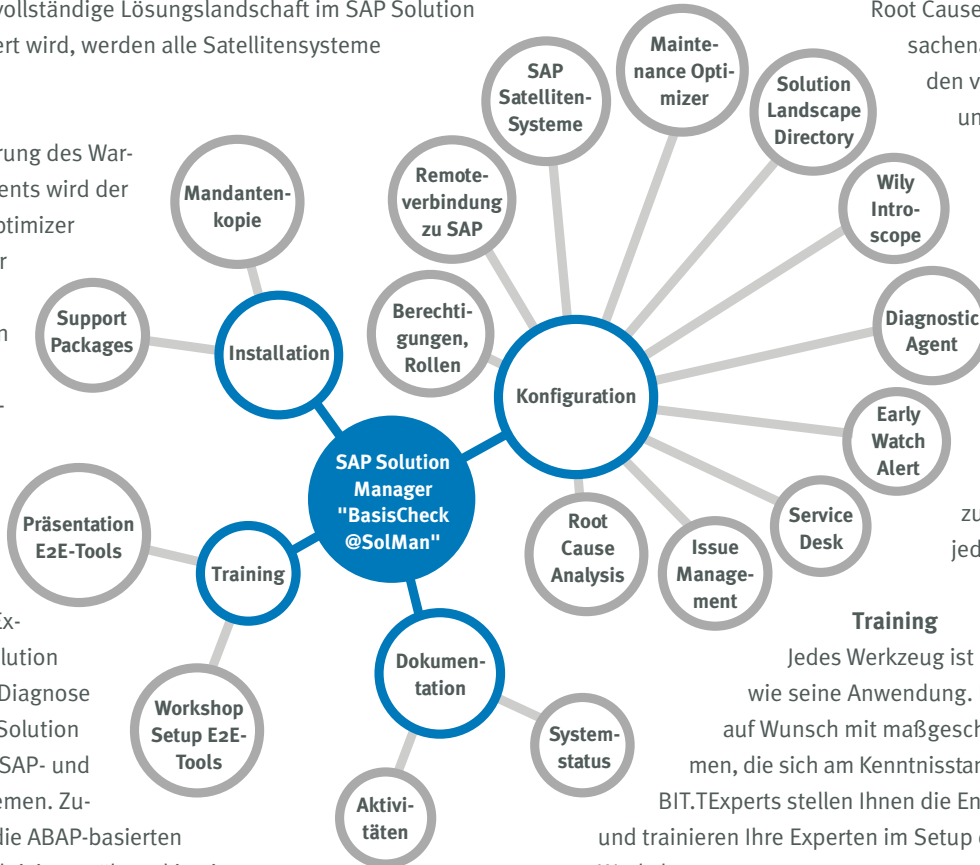 vollständige Lösungslandschaft im SAP Solution
ert wird, werden alle Satellitensysteme
rung des War-
ents wird der
ptimizer
r
n
-
Root Cause
sachena
den v
un
Mainte-
nance Opti-
mizer
SAP
Satelliten-
Systeme
Solution
Landscape
Directory
Remote-
verbindung
zu SAP
Wily
Intro-
scope
Mandanten-
kopie
Berechti-
gungen,
Rollen
Diagnostic
Agent
Support
Packages
Installation
Konfiguration
Early
Watch
Alert
SAP Solution
Manager
"BasisCheck
@SolMan"
Service
Desk
Root
Cause
Analysis
Issue
Manage-
ment
Präsentation
E2E-Tools
Training
Dokumen-
tation
Workshop
Setup E2E-
Tools
System-
status
Aktivi-
täten
Ex-
lution
Diagnose
Solution
SAP- und
emen. Zu-
die ABAP-basierten
zu
jed
Training
Jedes Werkzeug ist
wie seine Anwendung.
auf Wunsch mit maßgesch
men, die sich am Kenntnisstan
BIT.TExperts stellen Ihnen die En
und trainieren Ihre Experten im Setup